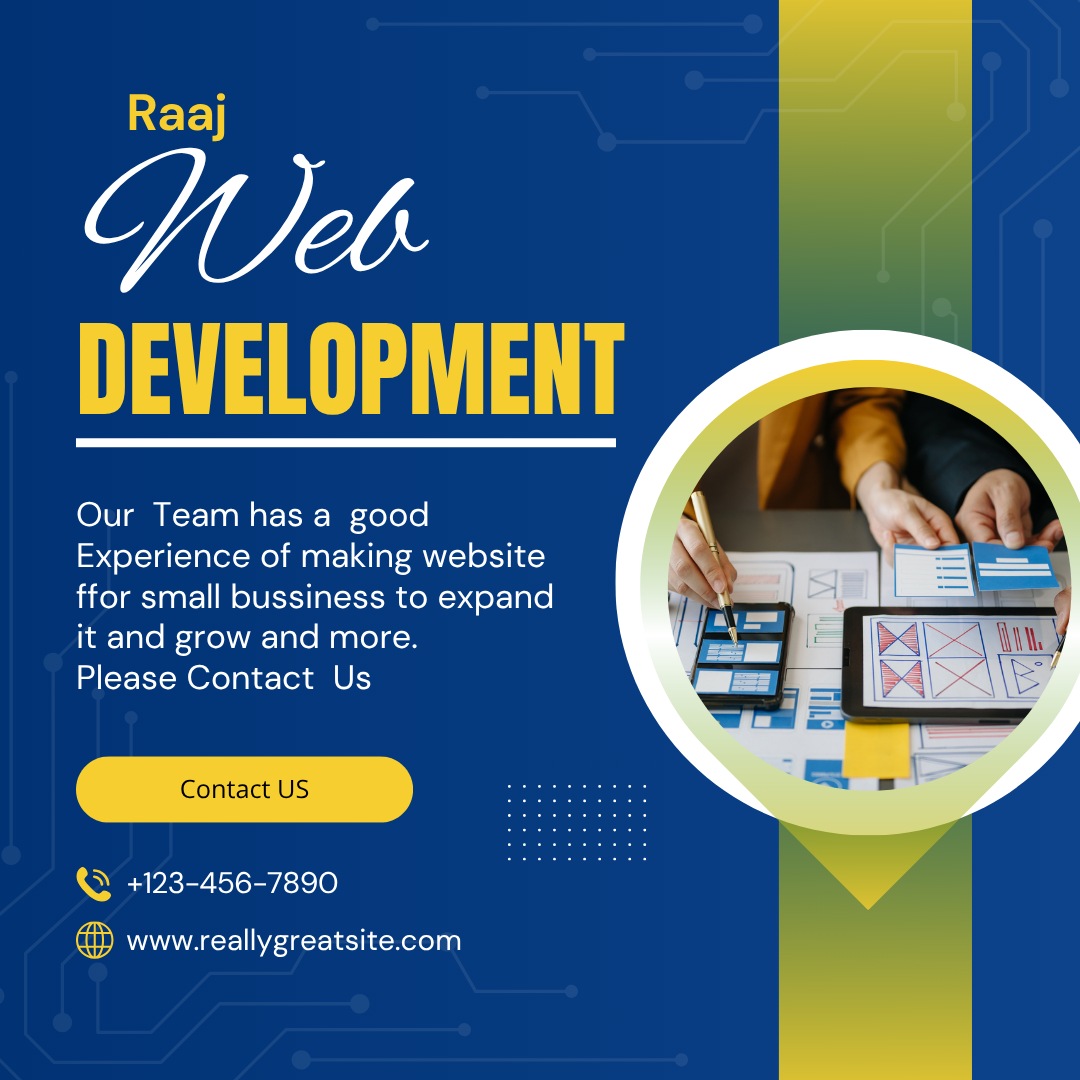 Raaj
Web
DEVELOPMENT
Our Team has a good
Experience of making website
ffor small bussiness to expand
it and grow and more.
Please Contact Us
Contact US
+123-456-7890
www.reallygreatsite.com